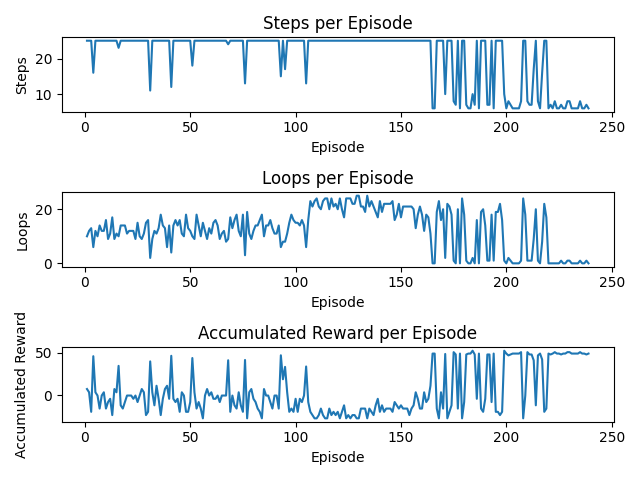 Steps per Episode
Steps
20
10
0 50 100 150 200 250
Episode
Loops per Episode
Loops
20
0
0 50 100 150 200 250
Episode
Accumulated Reward per Episode
Accumulated Reward
50
0
0 50 100 150 200 250
Episode